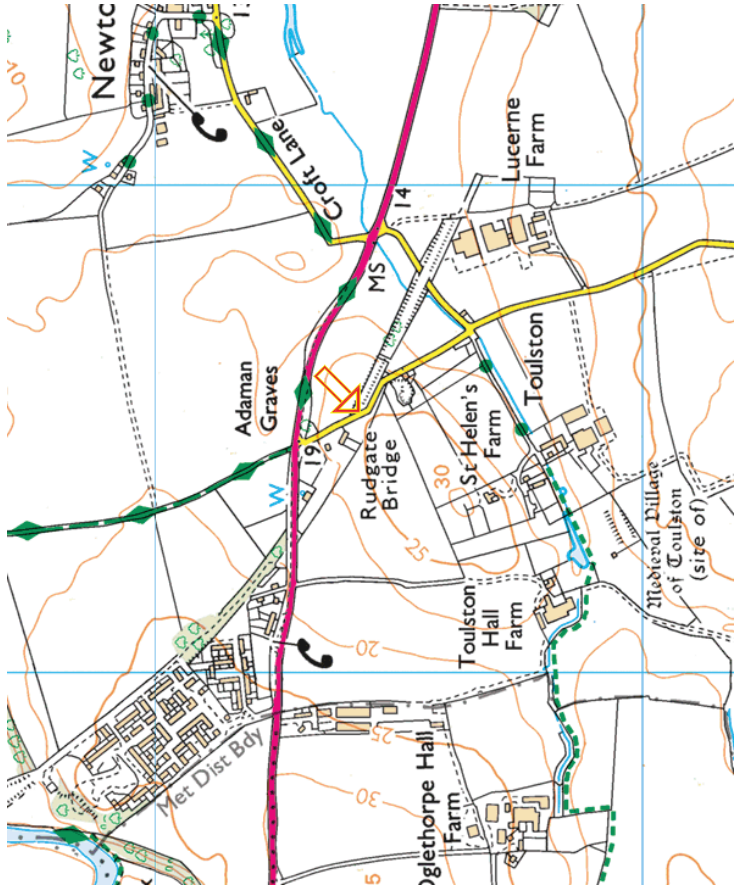 Newto
13
Croft Lane
Lucerne
Farm
W
14
MS
Adaman
Graves
Toulston
St Helen's
Farm
19
Rudgate
Bridge
30
W
25
Medieval Village
of Toulston
(site of)
Toulston
Hall
Farm
20
25
Met Dist Bdy
30
Oglethorpe Hall
Farm